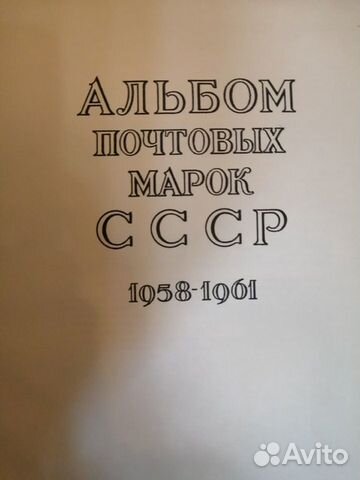 АЛЬБОМ
ПОЧТОВЫХ
МАРОК
СССР
1958-1961
Avito